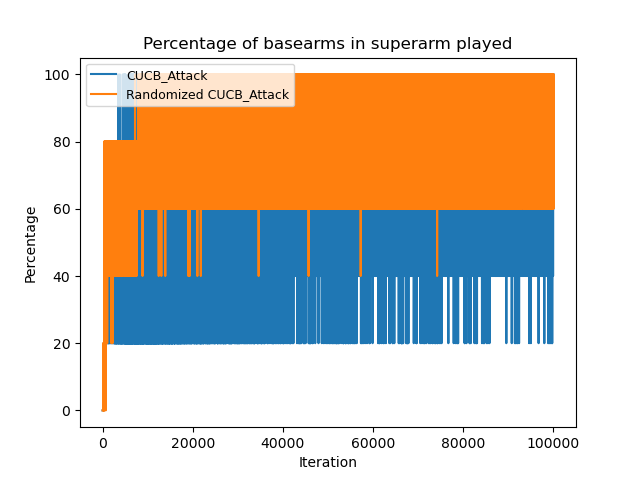 Percentage of basearms in superarm played
CUCB_Attack
Randomized CUCB_Attack
Percentage
100
80
60
40
20
0
0 20000 40000 60000 80000 100000
Iteration